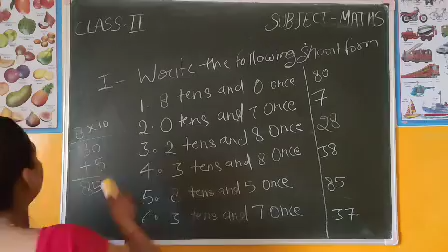 CLASS-II SUBJECT-MATHS
I - Write the following Short form
1. 8 tens and 0 once 80
2. 0 tens and 7 Once 7
3. 2 tens and 8 Once 28
4. 3 tens and 8 Once 38
5. 8 tens and 5 once 85
6. 3 tens and 7 Once 37
8 x 10
80
+ 5